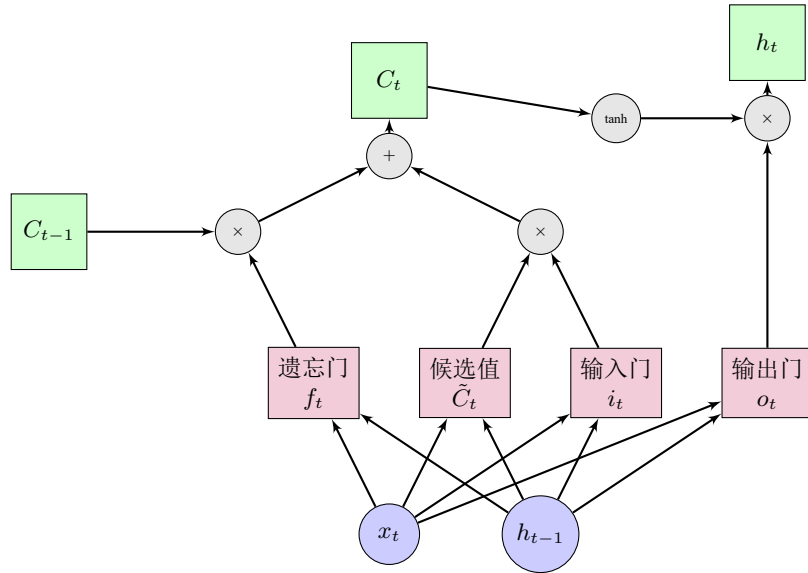 h_t
C_t
tanh
×
+
C_{t−1}
×
×
遗忘门
f_t
候选值
C̃_t
输入门
i_t
输出门
o_t
x_t
h_{t−1}